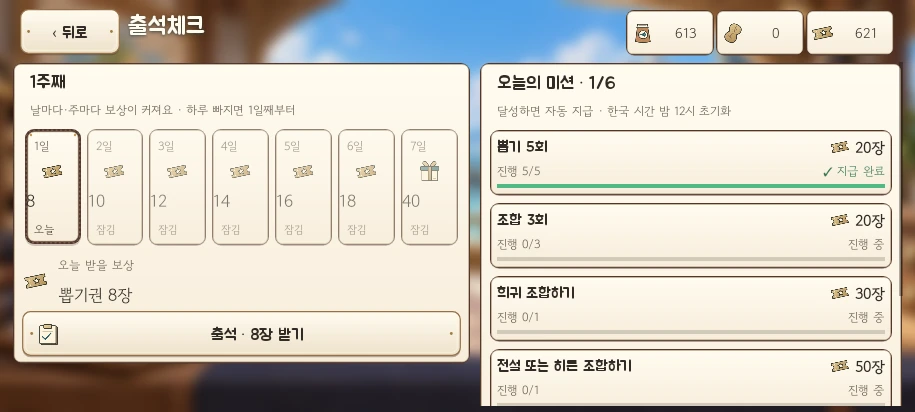 ‹ 뒤로
출석체크
613
0
621
1주째
날마다·주마다 보상이 커져요 · 하루 빠지면 1일째부터
1일
2일
3일
4일
5일
6일
7일
8
10
12
14
16
18
40
오늘
잠김
잠김
잠김
잠김
잠김
잠김
오늘 받을 보상
뽑기권 8장
출석 · 8장 받기
오늘의 미션 · 1/6
달성하면 자동 지급 · 한국 시간 밤 12시 초기화
뽑기 5회
20장
진행 5/5
✓ 지급 완료
조합 3회
20장
진행 0/3
진행 중
희귀 조합하기
30장
진행 0/1
진행 중
전설 또는 히든 조합하기
50장
진행 0/1
진행 중